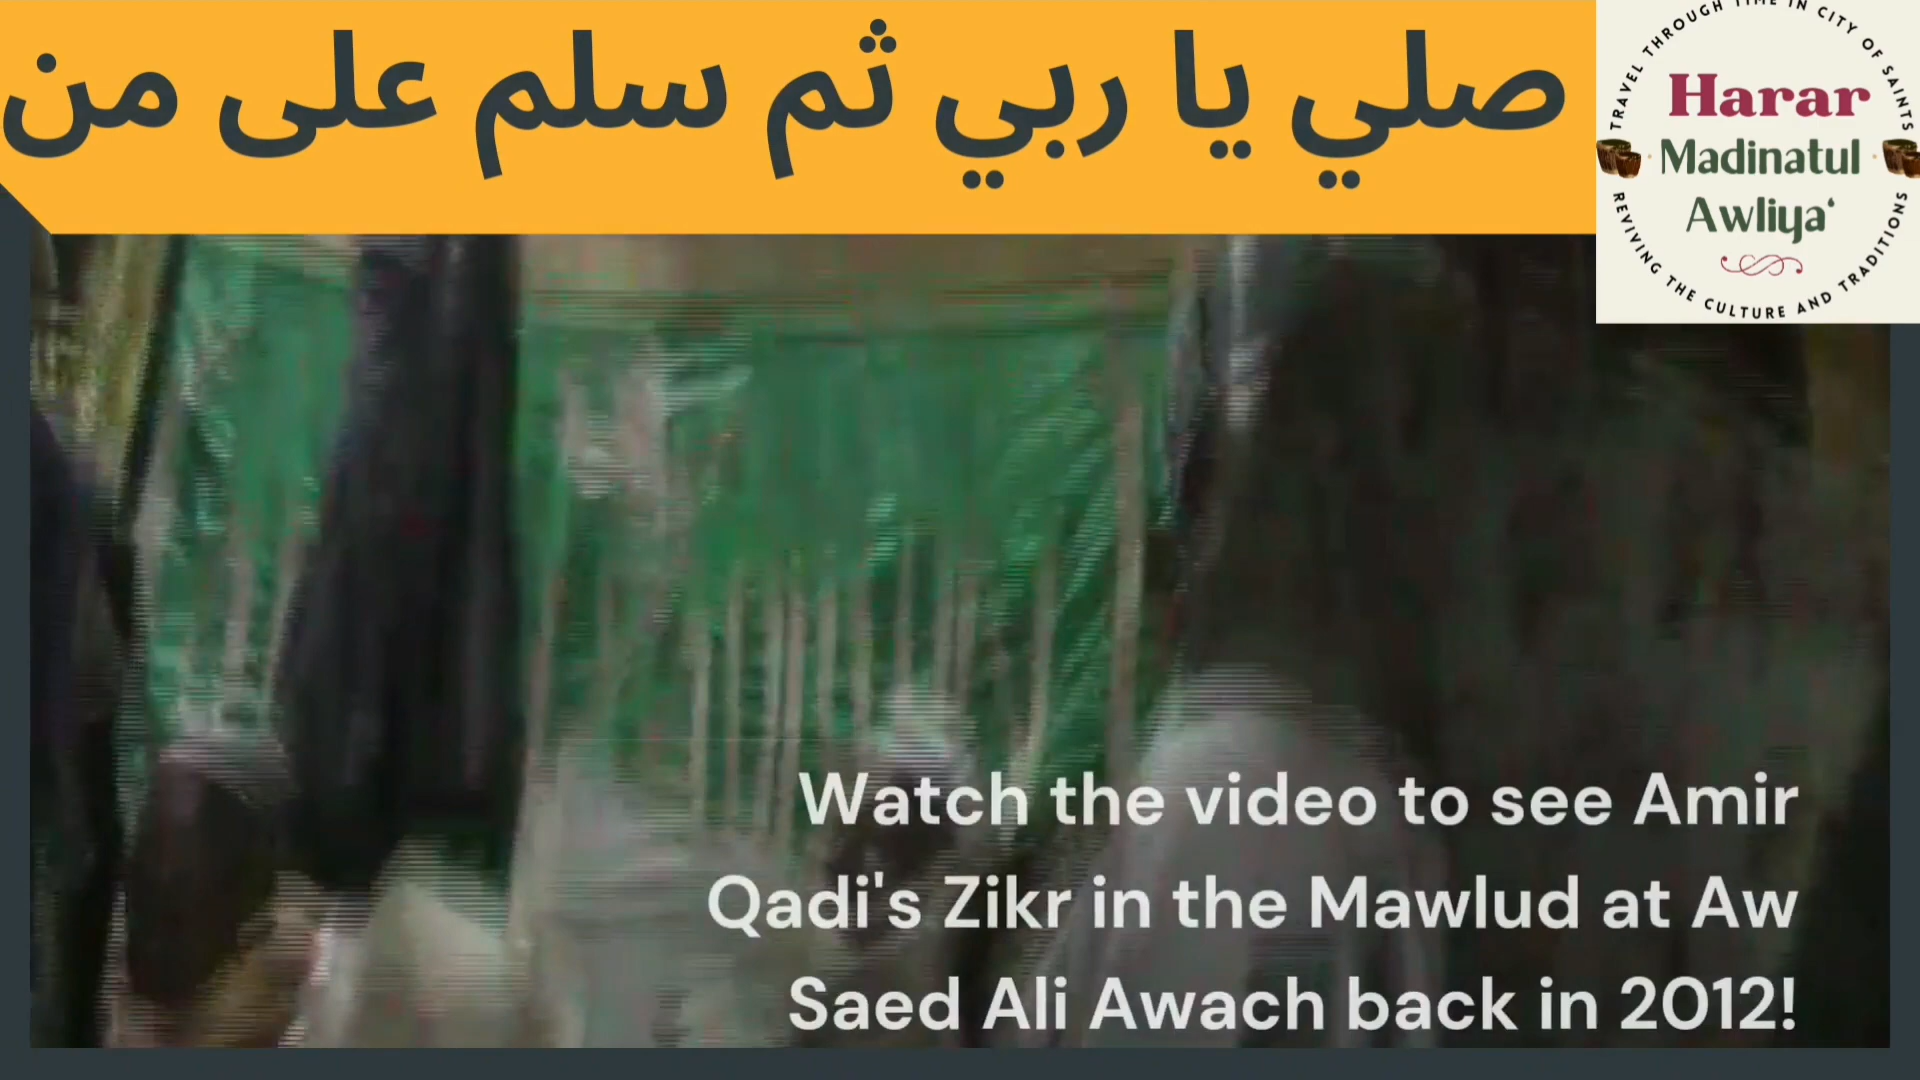 صلي يا ربي ثم سلم على من
TRAVEL THROUGH TIME IN CITY OF SAINTS
Harar
Madinatul
Awliya‘
REVIVING THE CULTURE AND TRADITIONS
Watch the video to see Amir
Qadi's Zikr in the Mawlud at Aw
Saed Ali Awach back in 2012!